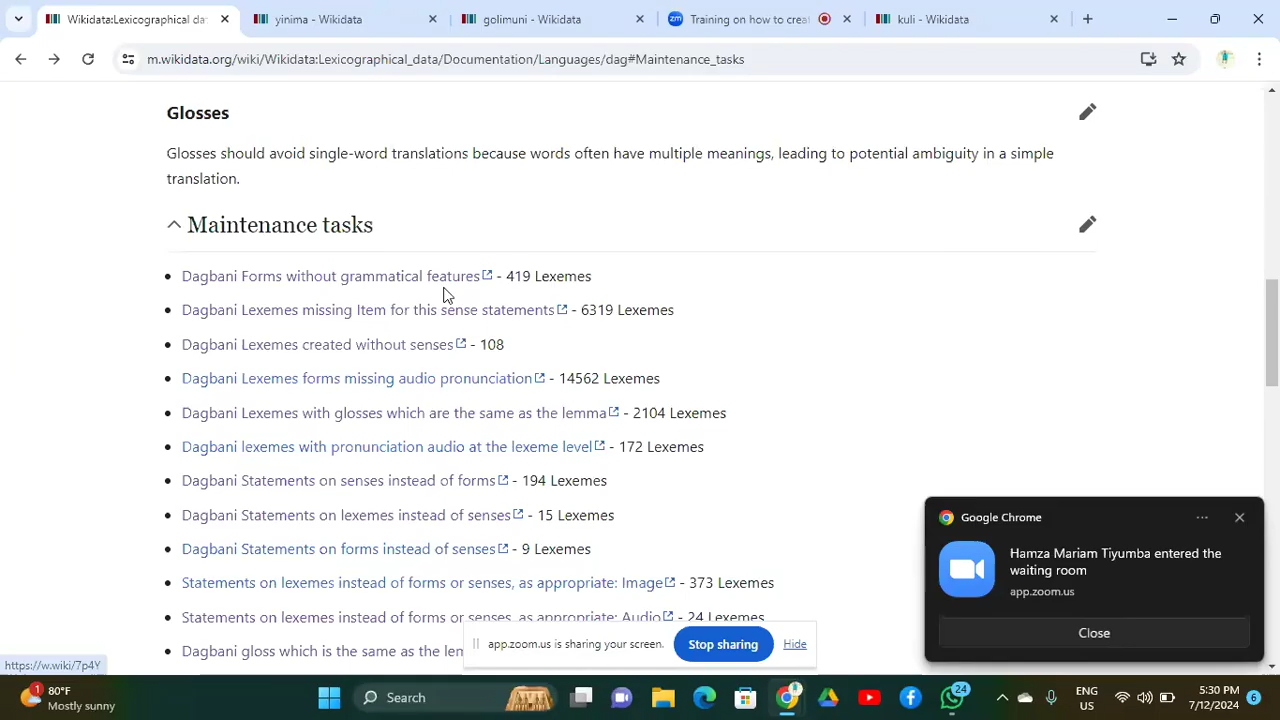 Wikidata:Lexicographical da
yinima - Wikidata
golimuni - Wikidata
zm
Training on how to crea
kuli - Wikidata
m.wikidata.org/wiki/Wikidata:Lexicographical_data/Documentation/Languages/dag#Maintenance_tasks
Glosses
Glosses should avoid single-word translations because words often have multiple meanings, leading to potential ambiguity in a simple
translation.
Maintenance tasks
Dagbani Forms without grammatical features - 419 Lexemes
Dagbani Lexemes missing Item for this sense statements - 6319 Lexemes
Dagbani Lexemes created without senses - 108
Dagbani Lexemes forms missing audio pronunciation - 14562 Lexemes
Dagbani Lexemes with glosses which are the same as the lemma - 2104 Lexemes
Dagbani lexemes with pronunciation audio at the lexeme level - 172 Lexemes
Dagbani Statements on senses instead of forms - 194 Lexemes
Dagbani Statements on lexemes instead of senses - 15 Lexemes
Dagbani Statements on forms instead of senses - 9 Lexemes
Statements on lexemes instead of forms or senses, as appropriate: Image - 373 Lexemes
Statements on lexemes instead of forms or senses, as appropriate: Audio - 24 Lexemes
Dagbani gloss which is the same as the lem
Google Chrome
Hamza Mariam Tiyumba entered the
waiting room
app.zoom.us
Close
app.zoom.us is sharing your screen.
Stop sharing
Hide
https://w.wiki/7p4Y
1
80°F
Mostly sunny
Search
24
ENG
US
5:30 PM
7/12/2024
6